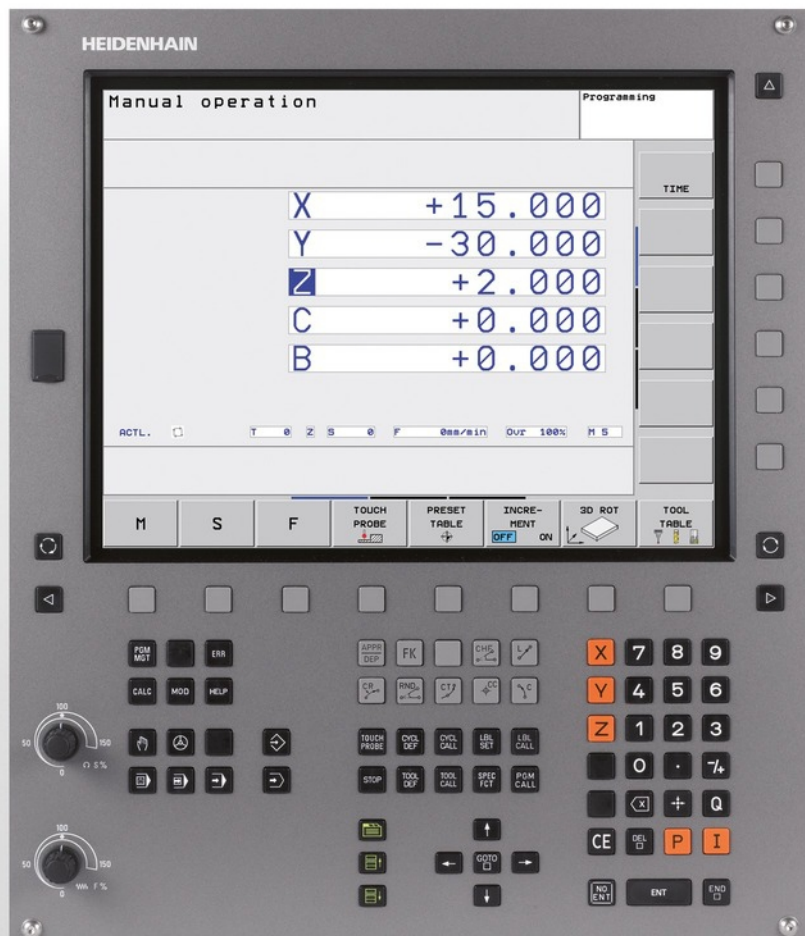 HEIDENHAIN
Manual operation
Programming
TIME
X +15.000
Y -30.000
Z +2.000
C +0.000
B +0.000
ACTL. T 0 Z S 0 F 0mm/min Ovr 100% M 5
M S F TOUCH PROBE PRESET TABLE INCRE-MENT OFF ON 3D ROT TOOL TABLE
PGM MGT ERR APPR DEP FK CHF L X 7 8 9
CALC MOD HELP CR RND CT CC C Y 4 5 6
TOUCH PROBE CYCL DEF CYCL CALL LBL SET LBL CALL Z 1 2 3
STOP TOOL DEF TOOL CALL SPEC FCT PGM CALL 0 . -/+
X Q
100
50 150
0 S %
CE DEL P I
GOTO
100
50 150
0 F %
NO ENT ENT END